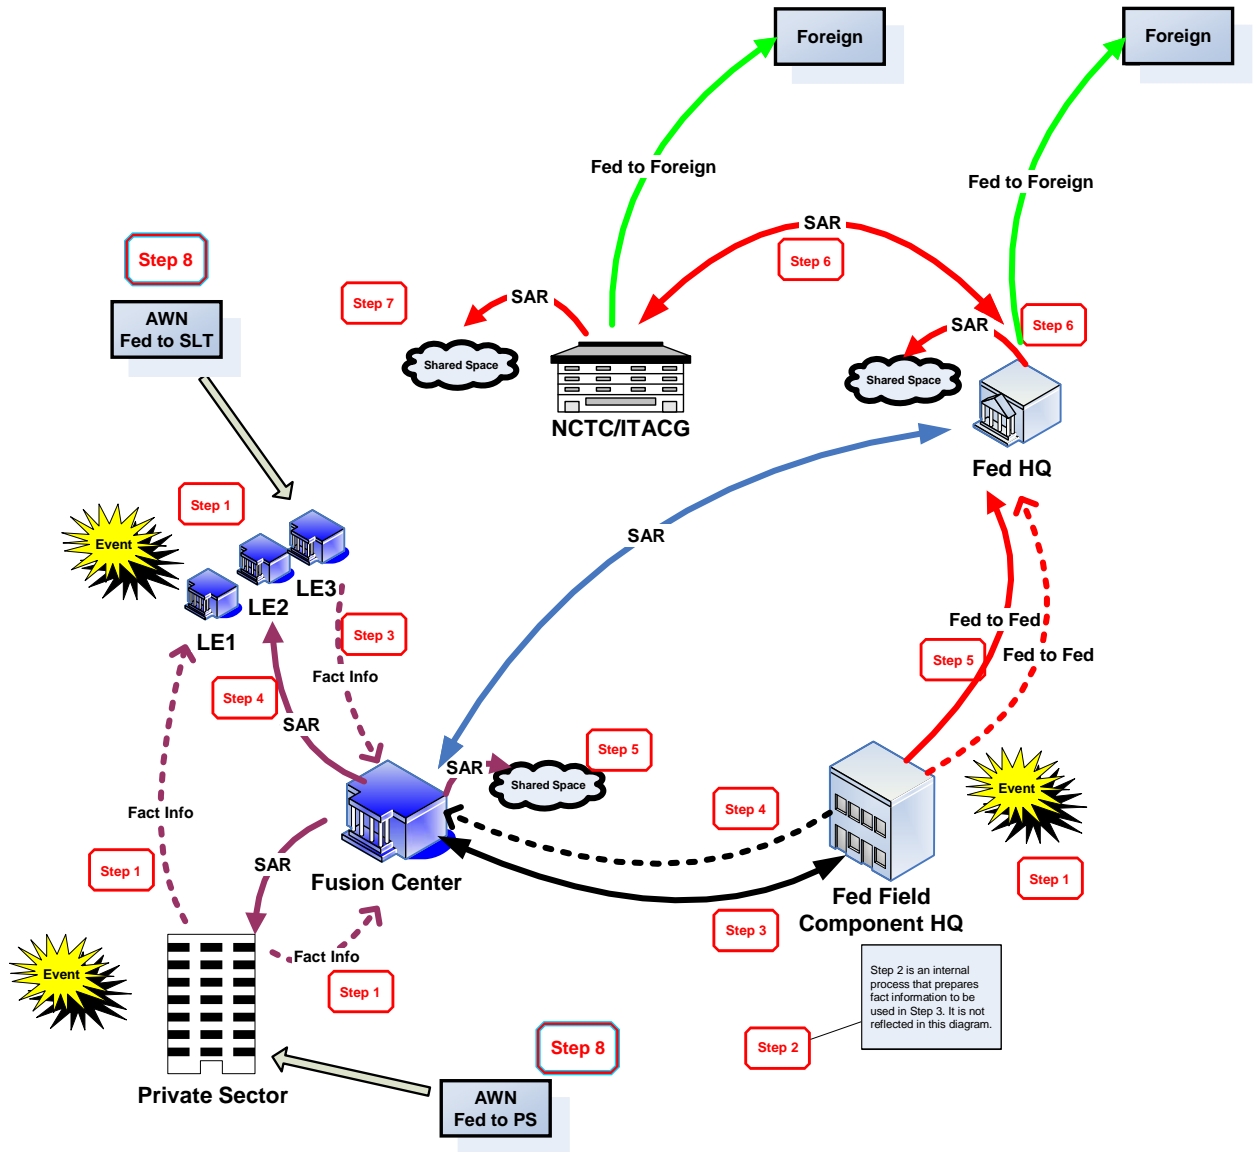 Foreign
Foreign
Fed to Foreign
Fed to Foreign
SAR
Step 8
Step 6
Step 7
SAR
AWN
Fed to SLT
SAR
Step 6
Shared Space
Shared Space
NCTC/ITACG
Fed HQ
Step 1
Event
SAR
LE3
LE2
LE1
Step 3
Fed to Fed
Fed to Fed
Step 5
Fact Info
Step 4
SAR
Step 5
SAR
Shared Space
Event
Step 4
Fact Info
SAR
Step 1
Fusion Center
Step 1
Fed Field
Component HQ
Step 3
Fact Info
Event
Step 1
Step 2 is an internal
process that prepares
fact information to be
used in Step 3. It is not
reflected in this diagram.
Step 8
Step 2
Private Sector
AWN
Fed to PS